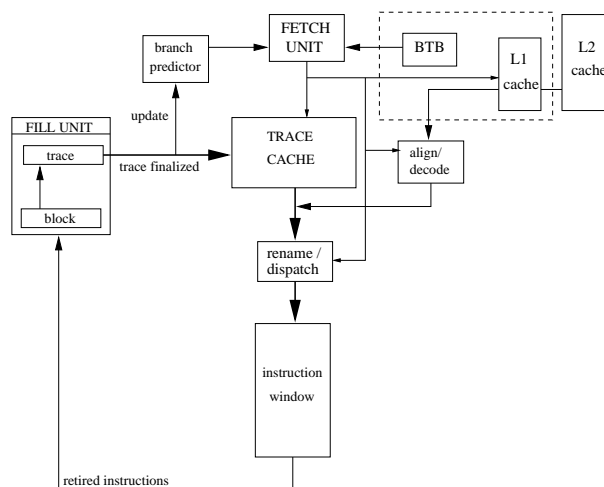 FETCH
UNIT
branch
predictor
BTB
L1
cache
L2
cache
update
FILL UNIT
trace
trace finalized
block
TRACE
CACHE
align/
decode
rename /
dispatch
instruction
window
retired instructions